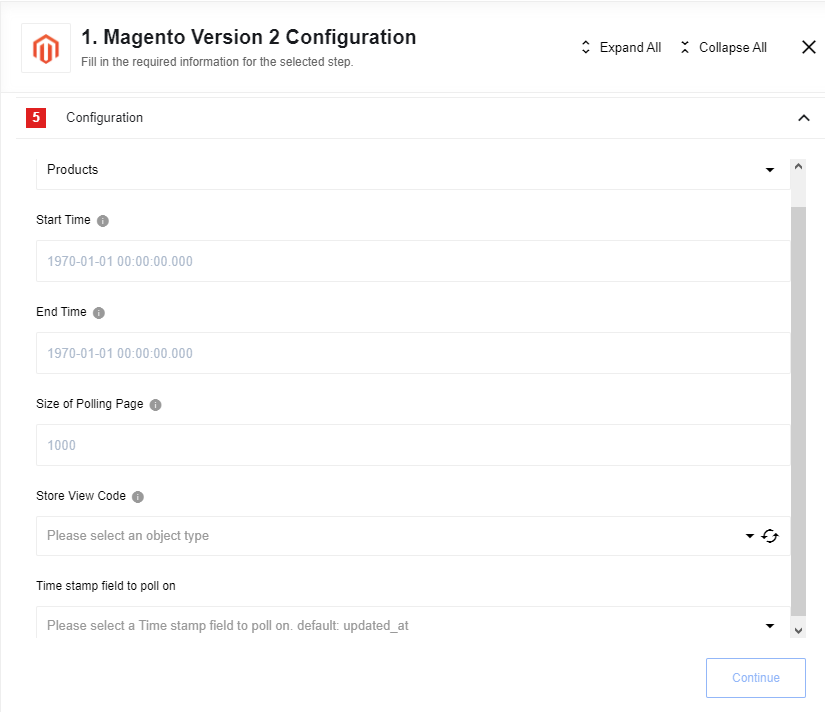 1. Magento Version 2 Configuration
Fill in the required information for the selected step.
Expand All
Collapse All
5
Configuration
Products
Start Time
1970-01-01 00:00:00.000
End Time
1970-01-01 00:00:00.000
Size of Polling Page
1000
Store View Code
Please select an object type
Time stamp field to poll on
Please select a Time stamp field to poll on. default: updated_at
Continue